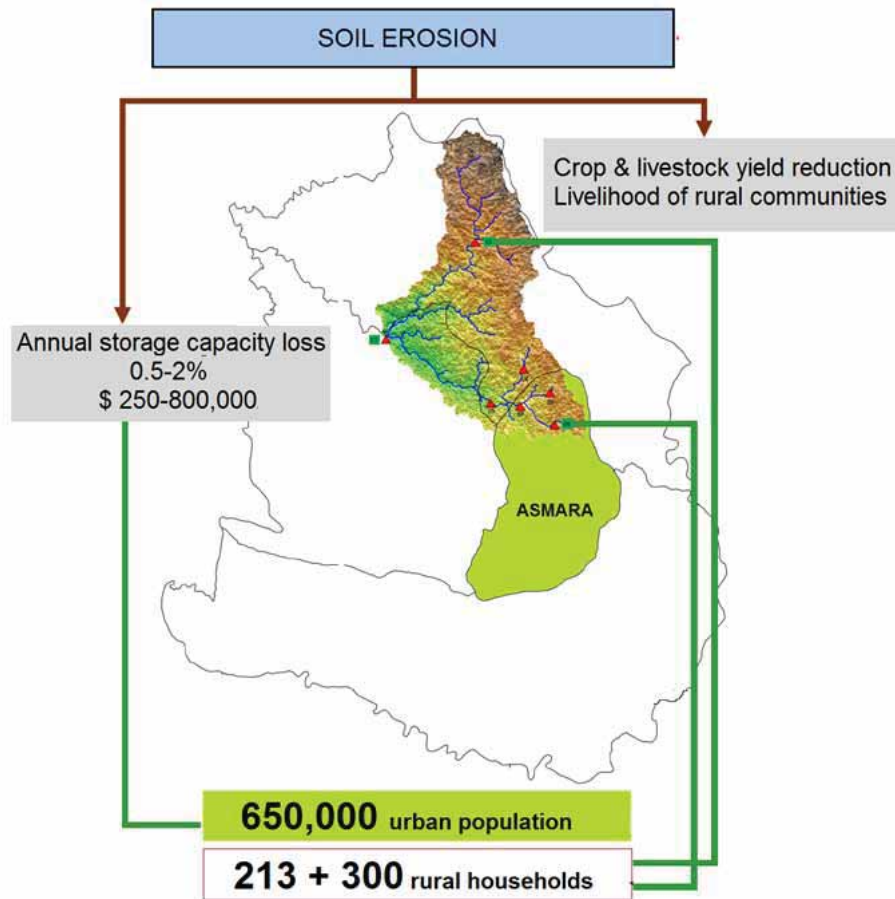 SOIL EROSION
Crop & livestock yield reduction
Livelihood of rural communities
Annual storage capacity loss
0.5-2%
$ 250-800,000
ASMARA
650,000 urban population
213 + 300 rural households